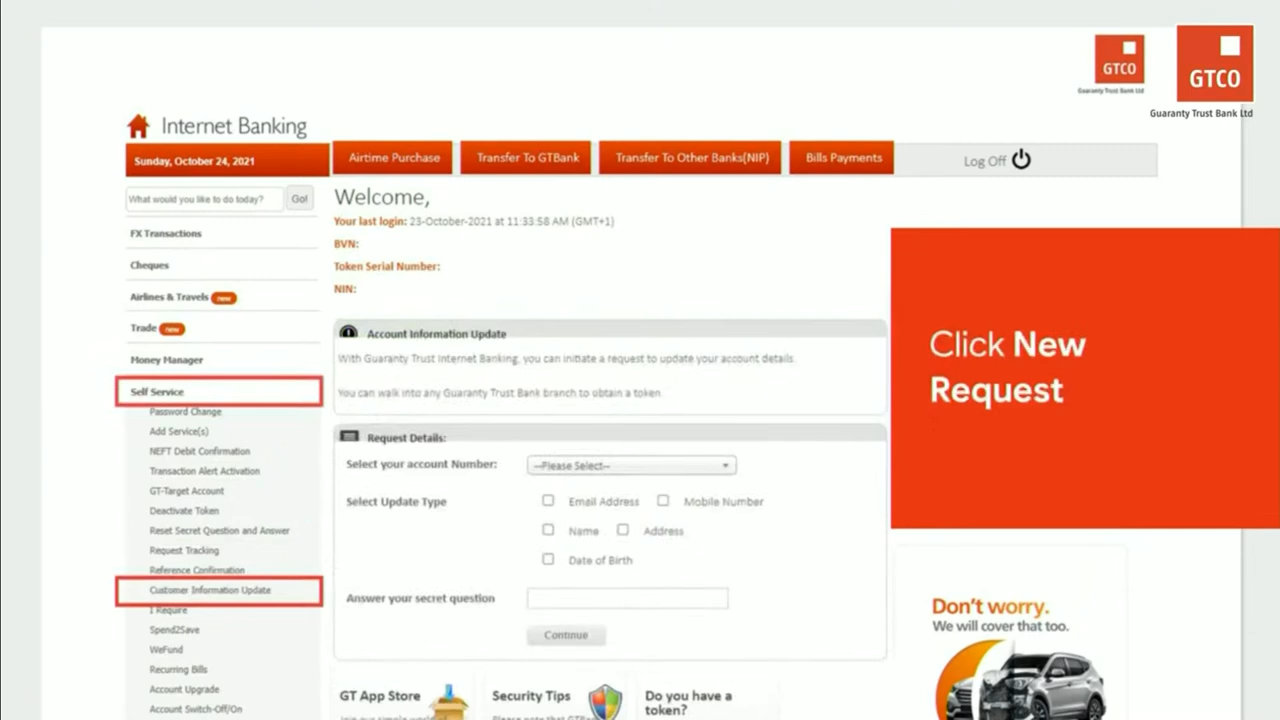 GTCO
Guaranty Trust Bank Ltd
GTCO
Guaranty Trust Bank Ltd
Internet Banking
Sunday, October 24, 2021
Airtime Purchase
Transfer To GTBank
Transfer To Other Banks(NIP)
Bills Payments
Log Off
What would you like to do today?
Go!
FX Transactions
Cheques
Airlines & Travels new
Trade new
Money Manager
Self Service
Password Change
Add Service(s)
NEFT Debit Confirmation
Transaction Alert Activation
GT-Target Account
Deactivate Token
Reset Secret Question and Answer
Request Tracking
Reference Confirmation
Customer Information Update
I Require
Spend2Save
WeFund
Recurring Bills
Account Upgrade
Account Switch-Off/On
Welcome,
Your last login: 23-October-2021 at 11:33:58 AM (GMT+1)
BVN:
Token Serial Number:
NIN:
Account Information Update
With Guaranty Trust Internet Banking, you can initiate a request to update your account details.
You can walk into any Guaranty Trust Bank branch to obtain a token
Request Details:
Select your account Number:
--Please Select--
Select Update Type
Email Address
Mobile Number
Name
Address
Date of Birth
Answer your secret question
Continue
GT App Store
Security Tips
Do you have a
token?
Click New
Request
Don't worry.
We will cover that too.